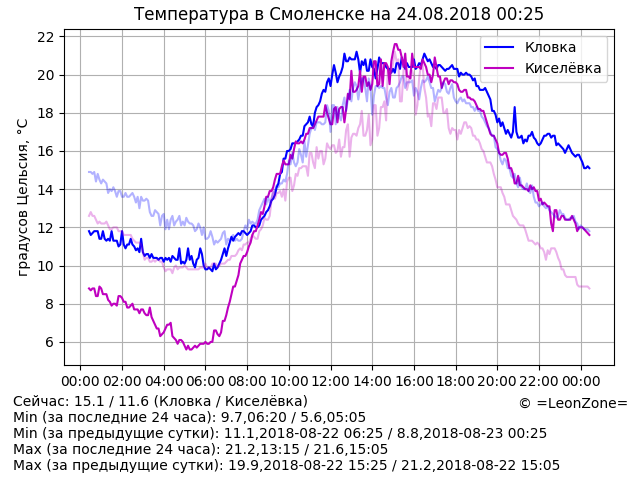 Температура в Смоленске на 24.08.2018 00:25
22
20
18
16
14
12
10
8
6
градусов Цельсия, °C
Кловка
Киселёвка
00:00 02:00 04:00 06:00 08:00 10:00 12:00 14:00 16:00 18:00 20:00 22:00 00:00
Сейчас: 15.1 / 11.6 (Кловка / Киселёвка)
© =LeonZone=
Min (за последние 24 часа): 9.7,06:20 / 5.6,05:05
Min (за предыдущие сутки): 11.1,2018-08-22 06:25 / 8.8,2018-08-23 00:25
Max (за последние 24 часа): 21.2,13:15 / 21.6,15:05
Max (за предыдущие сутки): 19.9,2018-08-22 15:25 / 21.2,2018-08-22 15:05